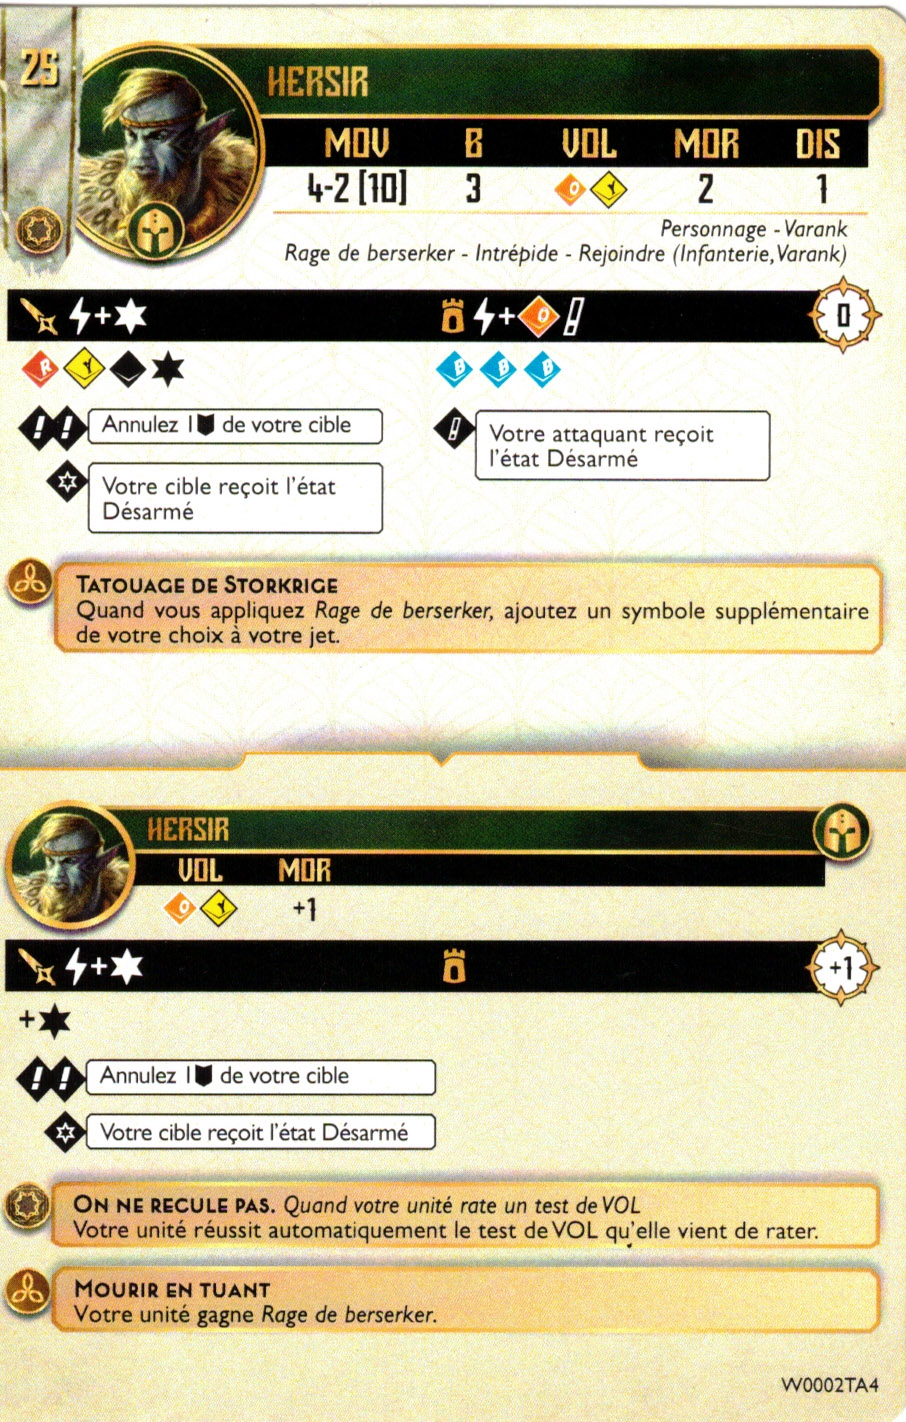 25
HERSIR
MOV B VOL MOR DIS
4-2 [10] 3 O Y 2 1
Personnage - Varank
Rage de berserker - Intrépide - Rejoindre (Infanterie, Varank)
+ + O ! 0
R Y B B B
!! Annulez 1 de votre cible
! Votre attaquant reçoit
l'état Désarmé
Votre cible reçoit l'état
Désarmé
TATOUAGE DE STORKRIGE
Quand vous appliquez Rage de berserker, ajoutez un symbole supplémentaire
de votre choix à votre jet.
HERSIR
VOL MOR
O Y +1
+ +1
+
!! Annulez 1 de votre cible
Votre cible reçoit l'état Désarmé
ON NE RECULE PAS. Quand votre unité rate un test de VOL
Votre unité réussit automatiquement le test de VOL qu'elle vient de rater.
MOURIR EN TUANT
Votre unité gagne Rage de berserker.
W0002TA4